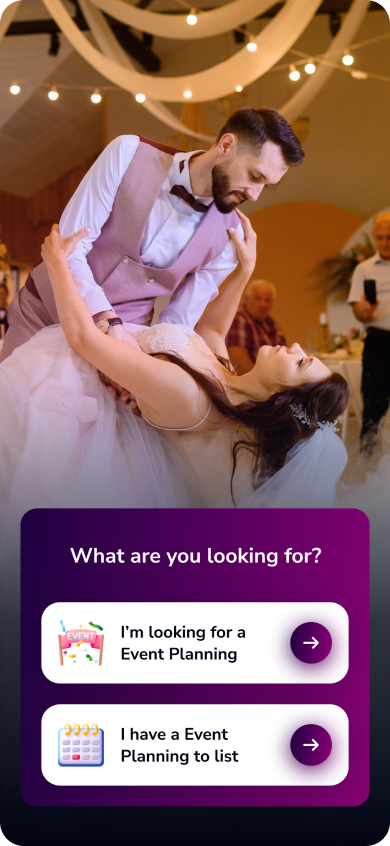 What are you looking for?
EVENT
I'm looking for a
Event Planning
I have a Event
Planning to list